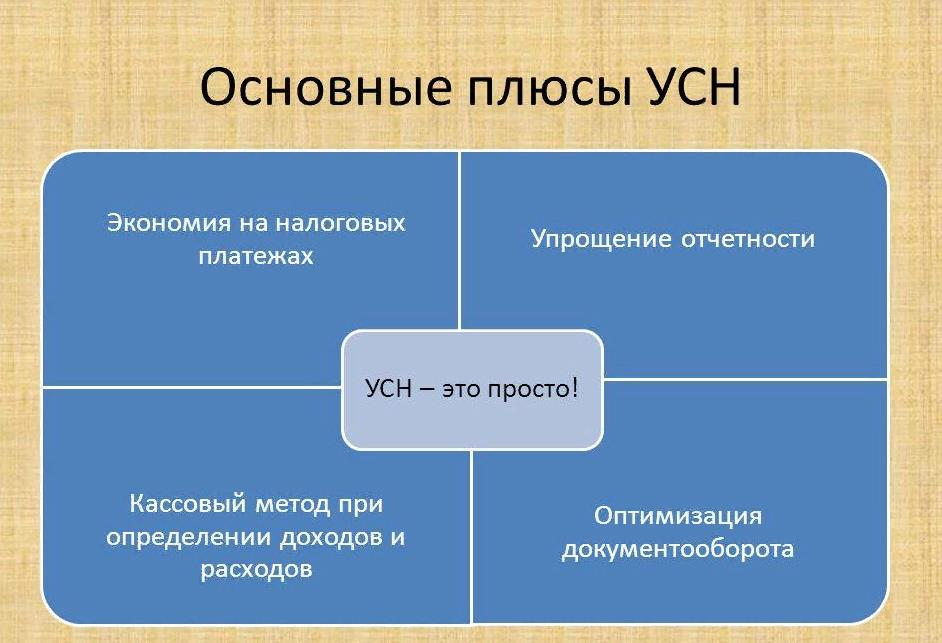 Основные плюсы УСН
Экономия на налоговых
платежах
Упрощение отчетности
УСН – это просто!
Кассовый метод при
определении доходов и
расходов
Оптимизация
документооборота